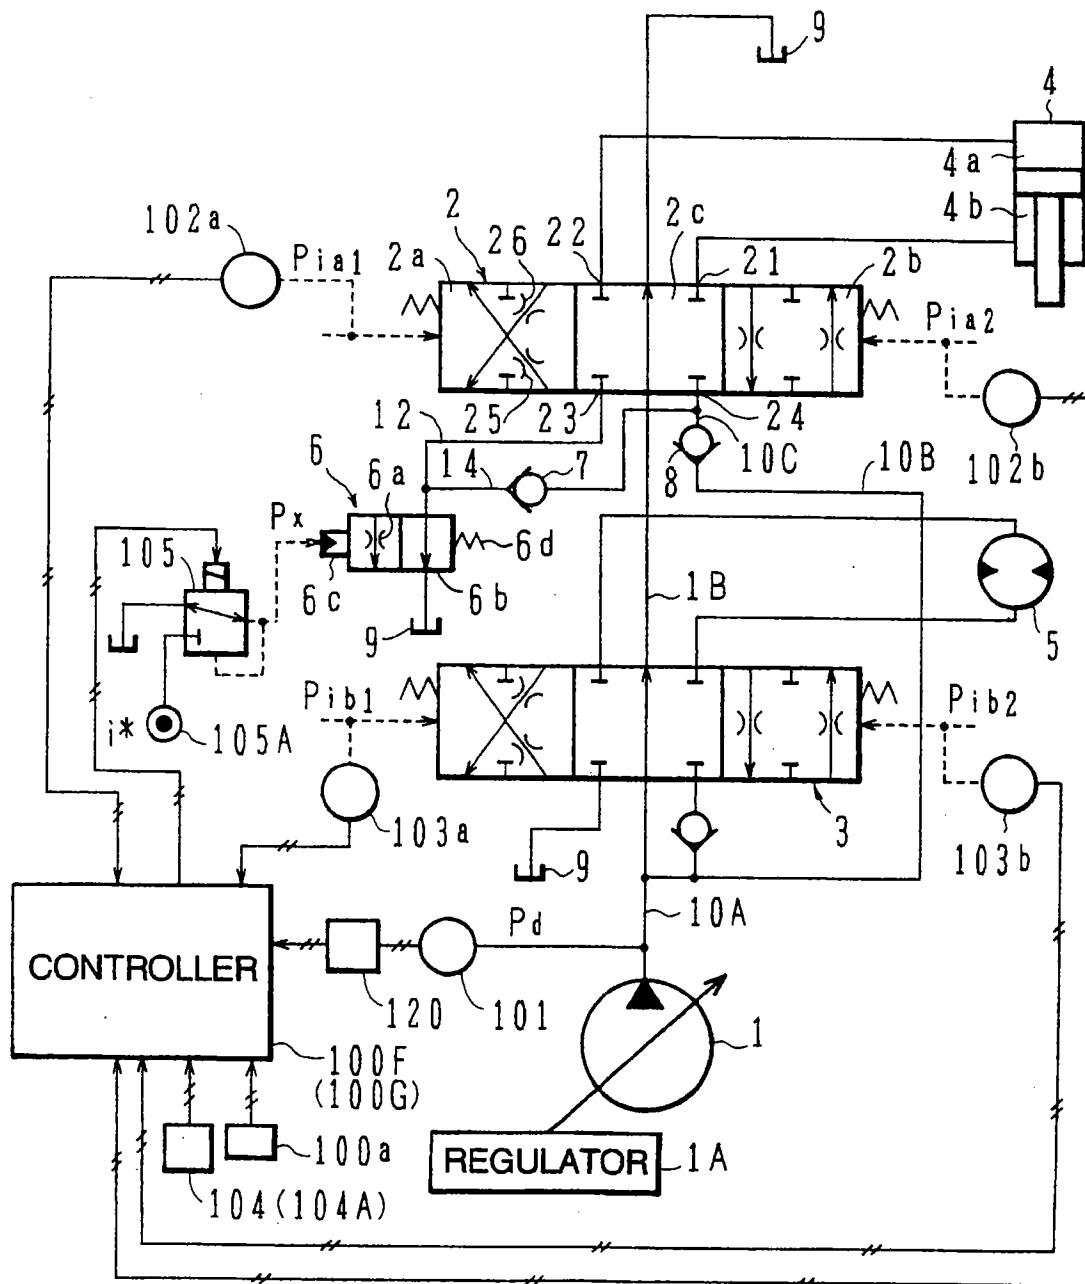 9
4
4a
4b
102a
2
26
22
2c
Pia1
2a
21
2b
Pia2
12
25
23
24
6
6a
14
7
8
10C
10B
102b
Px
105
6c
6b
6d
1B
9
5
i*
105A
Pib1
Pib2
103a
9
3
103b
10A
Pd
CONTROLLER
120
101
1
100F
(100G)
100a
REGULATOR
1A
104(104A)